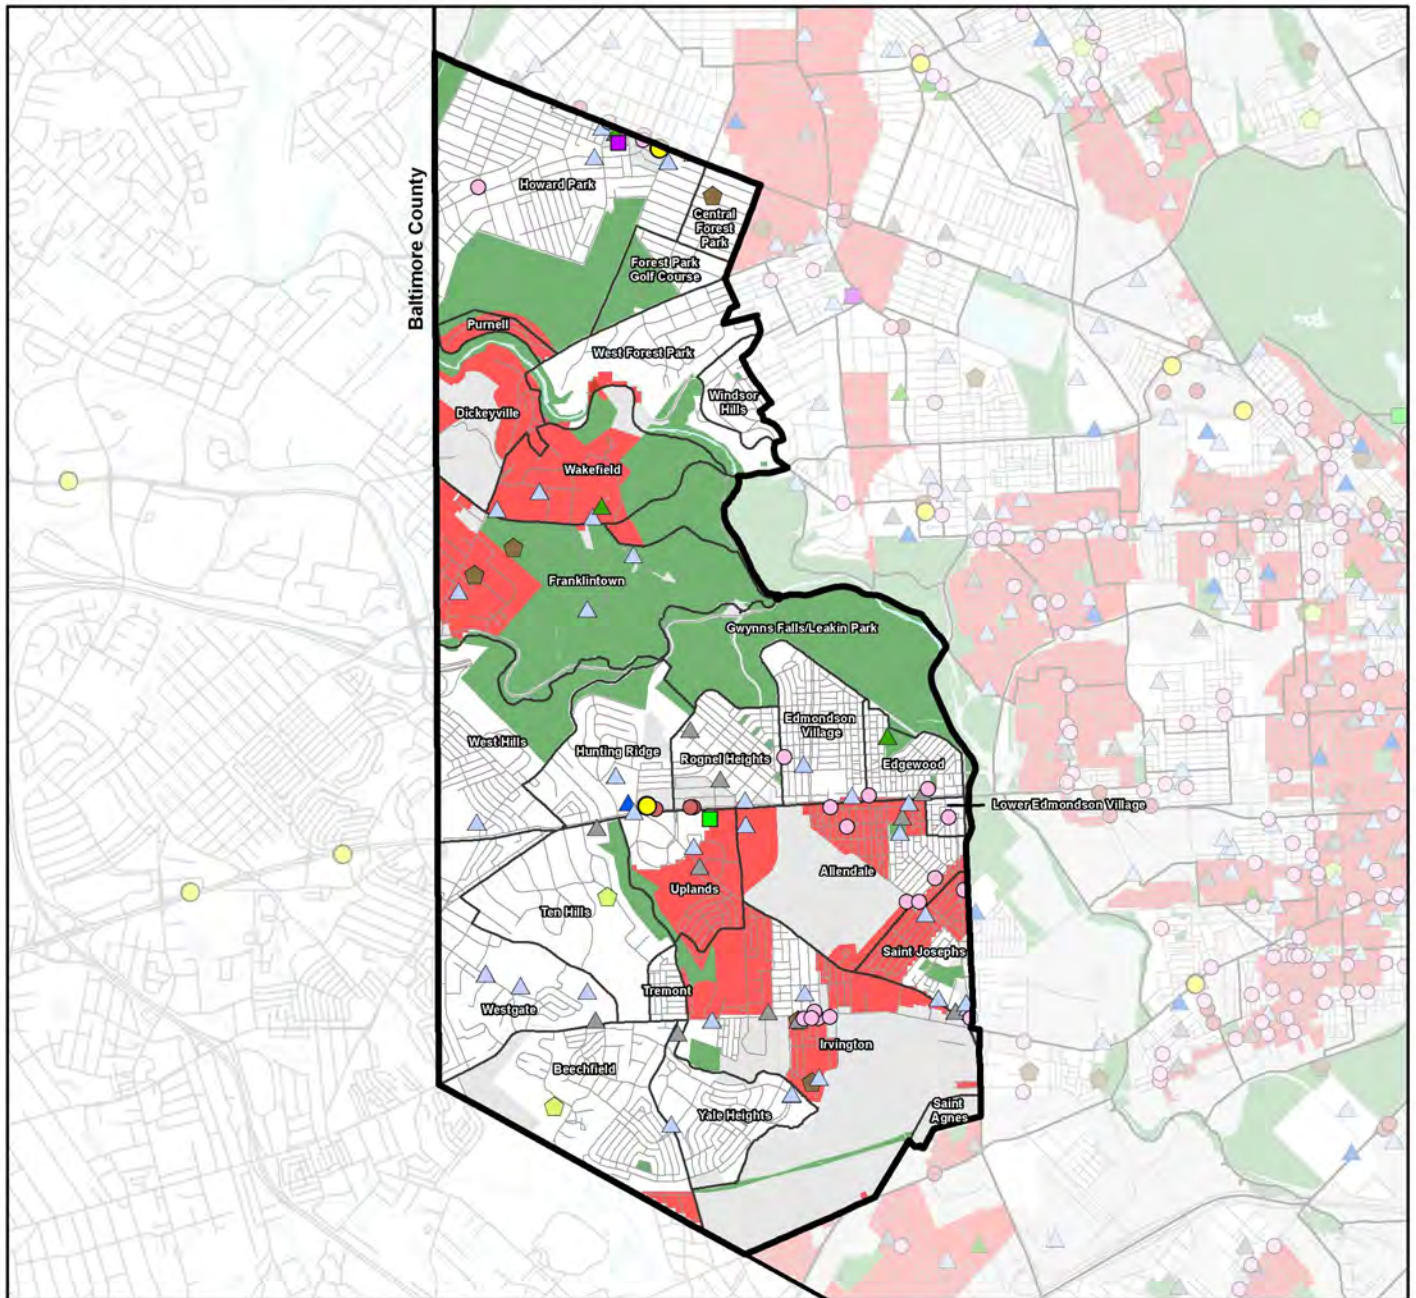 Baltimore County
Howard Park
Central
Forest
Park
Forest Park
Golf Course
Purnell
West Forest Park
Windsor
Hills
Dickeyville
Wakefield
Franklintown
Gwynns Falls/Leakin Park
West Hills
Hunting Ridge
Rognel Heights
Edmondson
Village
Edgewood
Lower Edmondson Village
Allendale
Uplands
Ten Hills
Saint Josephs
Tremont
Westgate
Irvington
Beechfield
Yale Heights
Saint
Agnes